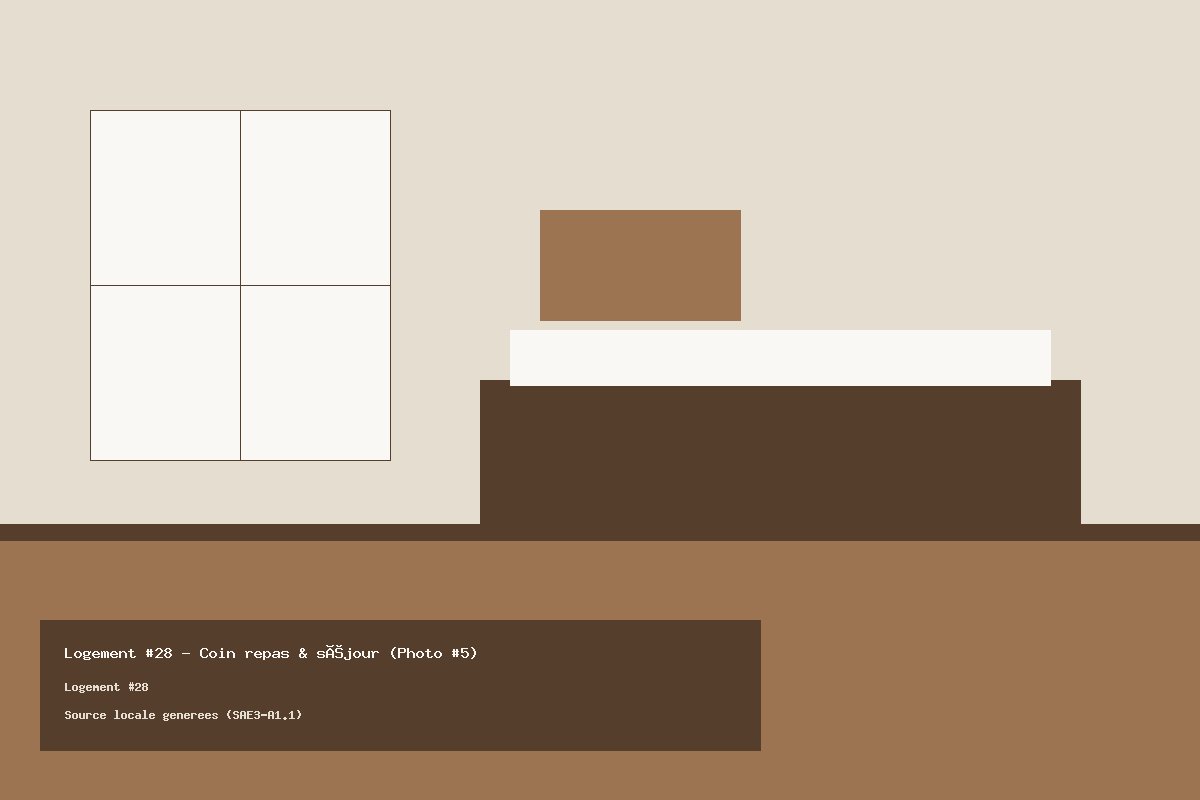 Logement #28 - Coin repas & sÃŠjour (Photo #5)
Logement #28
Source locale generees (SAE3-A1.1)